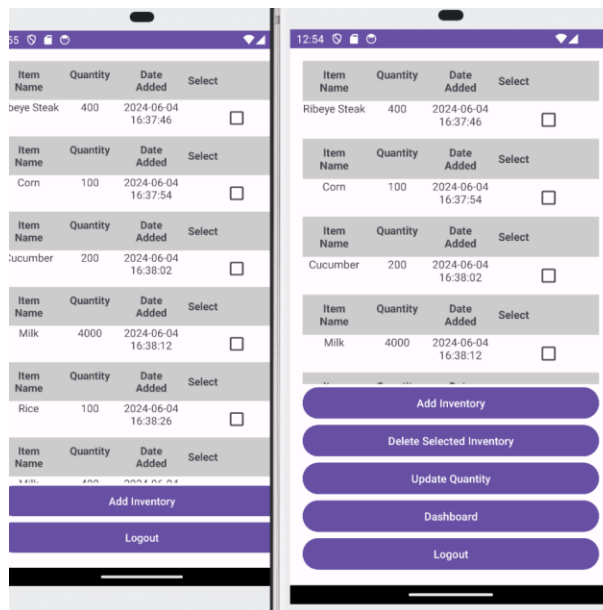 55
Item Name Quantity Date Added Select
beye Steak 400 2024-06-04 16:37:46
Item Name Quantity Date Added Select
Corn 100 2024-06-04 16:37:54
Item Name Quantity Date Added Select
Cucumber 200 2024-06-04 16:38:02
Item Name Quantity Date Added Select
Milk 4000 2024-06-04 16:38:12
Item Name Quantity Date Added Select
Rice 100 2024-06-04 16:38:26
Item Name Quantity Date Added Select
Add Inventory
Logout
12:54
Item Name Quantity Date Added Select
Ribeye Steak 400 2024-06-04 16:37:46
Item Name Quantity Date Added Select
Corn 100 2024-06-04 16:37:54
Item Name Quantity Date Added Select
Cucumber 200 2024-06-04 16:38:02
Item Name Quantity Date Added Select
Milk 4000 2024-06-04 16:38:12
Add Inventory
Delete Selected Inventory
Update Quantity
Dashboard
Logout